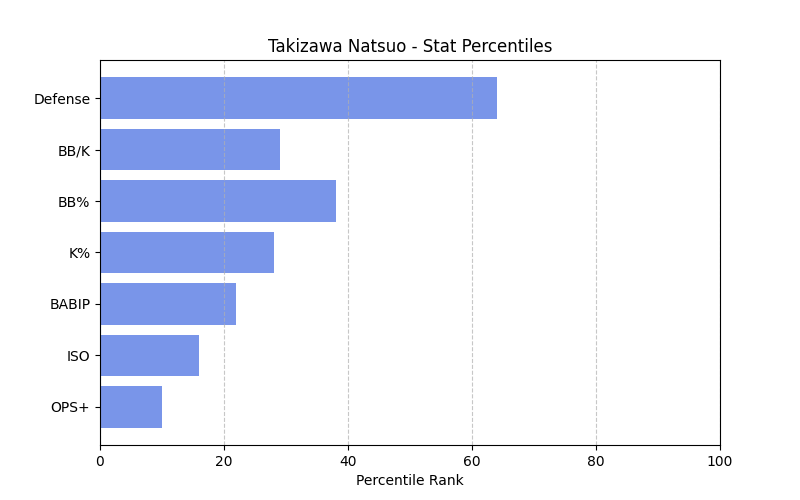 Takizawa Natsuo - Stat Percentiles
Defense
BB/K
BB%
K%
BABIP
ISO
OPS+
0 20 40 60 80 100
Percentile Rank